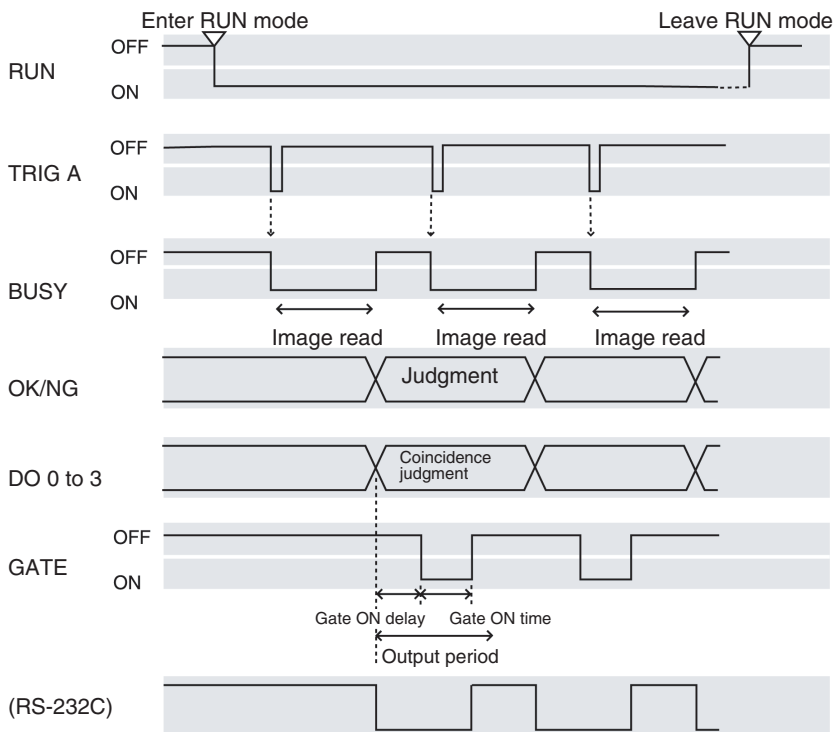 Enter RUN mode
Leave RUN mode
OFF
RUN
ON
OFF
TRIG A
ON
OFF
BUSY
ON
Image read
Image read
Image read
OK/NG
Judgment
DO 0 to 3
Coincidence
judgment
OFF
GATE
ON
Gate ON delay
Gate ON time
Output period
(RS-232C)